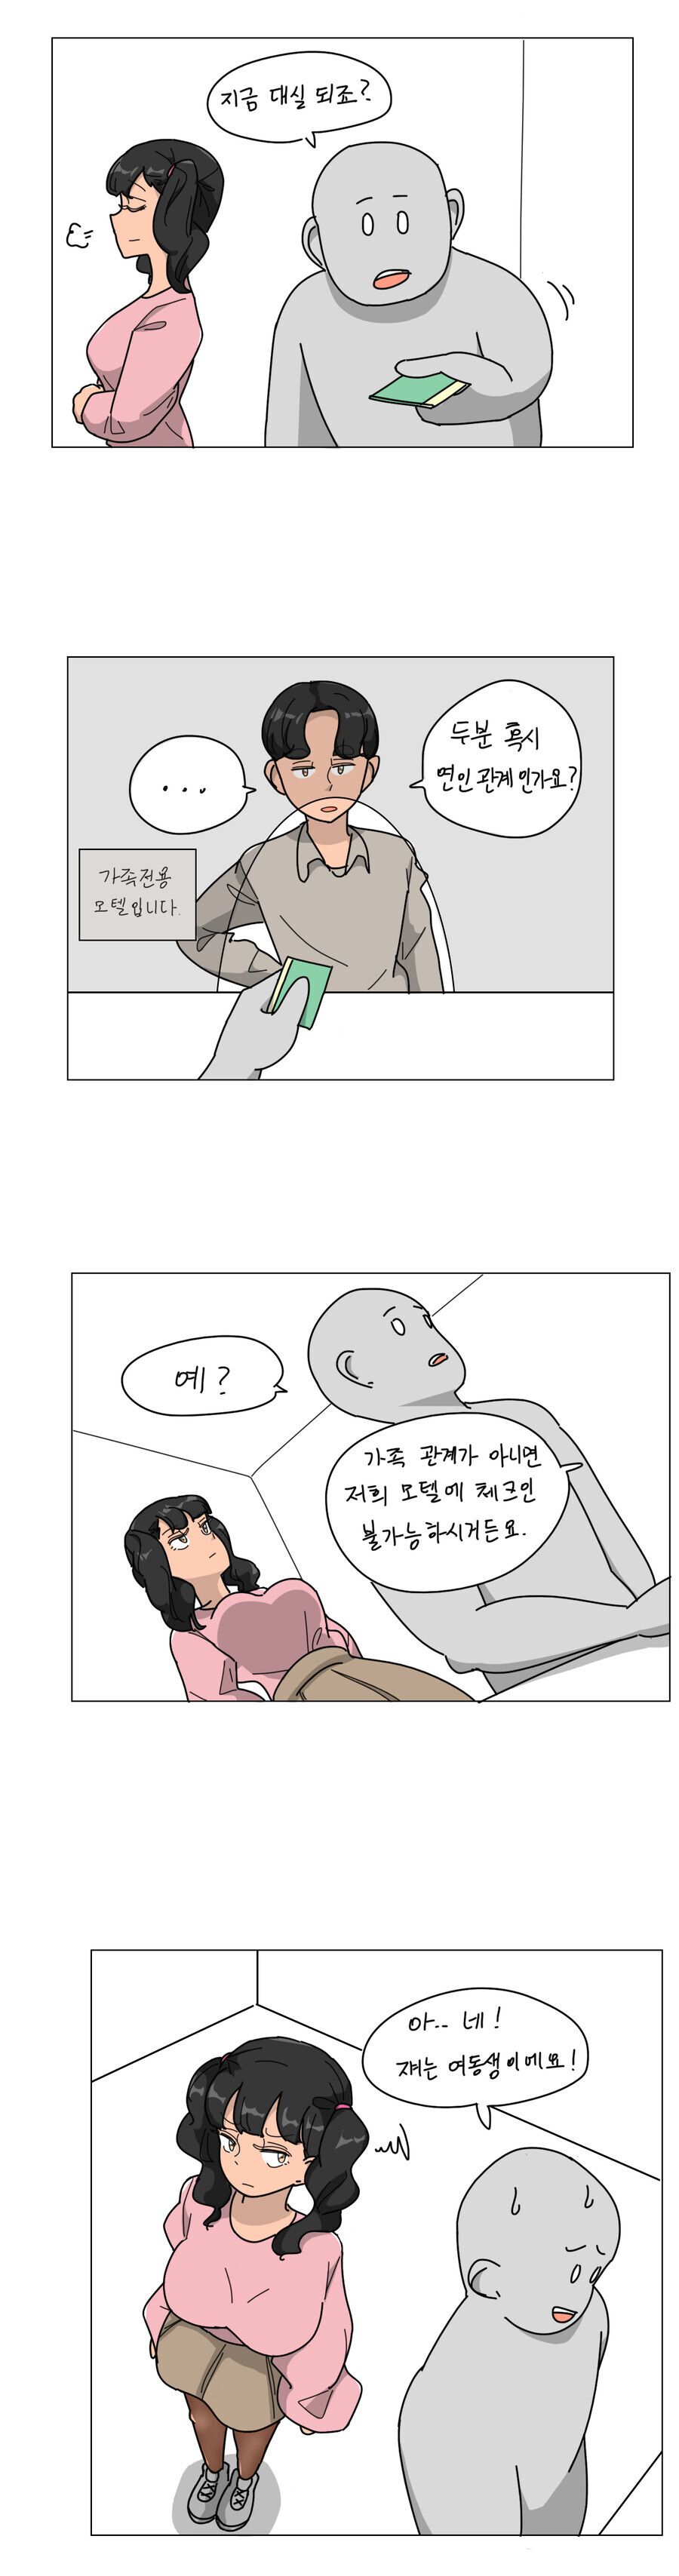 지금 대실 되죠?
...
두분 혹시
연인 관계인가요?
가족전용
모텔입니다.
예?
가족 관계가 아니면
저희 모텔에 체크인
불가능하시거든요.
아.. 네!
쟤는 여동생이에요!